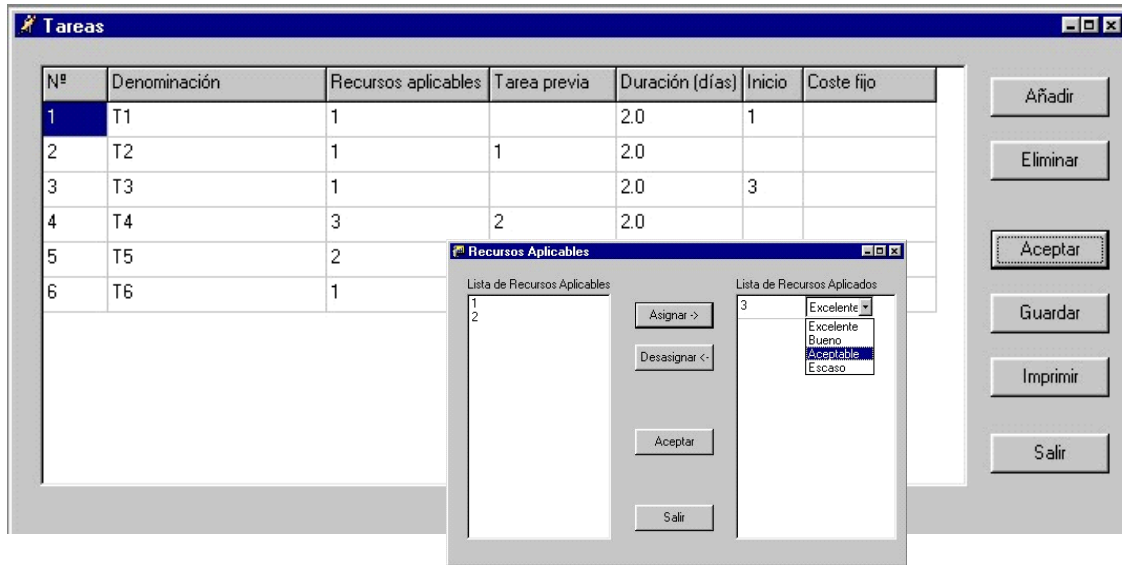 Tareas
Nº Denominación Recursos aplicables Tarea previa Duración (días) Inicio Coste fijo
1 T1 1 2.0 1
2 T2 1 1 2.0
3 T3 1 2.0 3
4 T4 3 2 2.0
5 T5 2
6 T6 1
Añadir
Eliminar
Aceptar
Guardar
Imprimir
Salir
Recursos Aplicables
Lista de Recursos Aplicables
1
2
Asignar ->
Desasignar <-
Aceptar
Salir
Lista de Recursos Aplicados
3 Excelente
Excelente
Bueno
Aceptable
Escaso